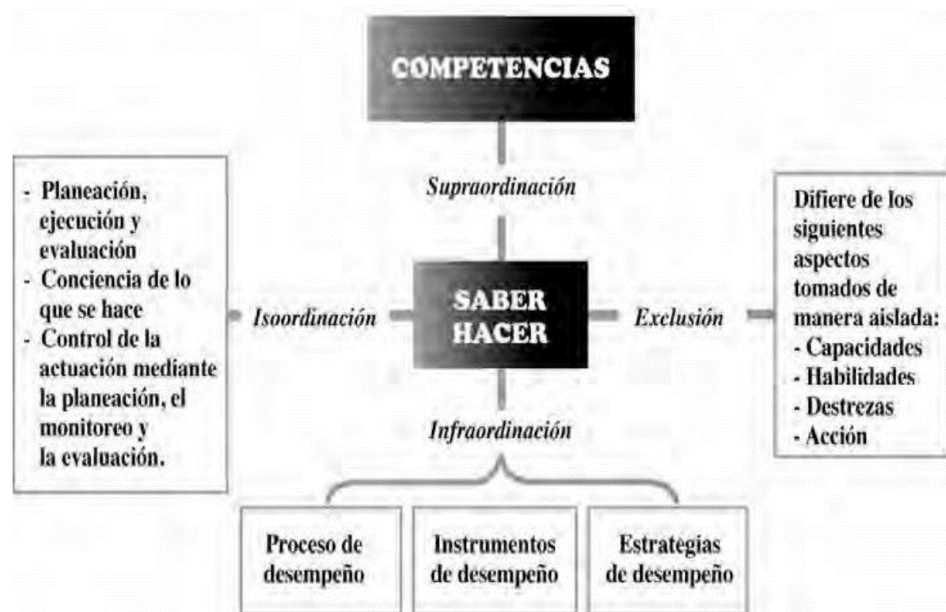 COMPETENCIAS
Supraordinación
- Planeación,
ejecución y
evaluación
- Conciencia de lo
que se hace
- Control de la
actuación mediante
la planeación, el
monitoreo y
la evaluación.
Isoordinación
SABER
HACER
Exclusión
Difiere de los
siguientes
aspectos
tomados de
manera aislada:
- Capacidades
- Habilidades
- Destrezas
- Acción
Infraordinación
Proceso de
desempeño
Instrumentos
de desempeño
Estrategias
de desempeño